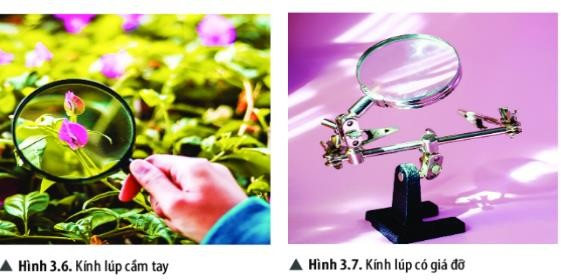 ▲ Hình 3.6. Kính lúp cầm tay
▲ Hình 3.7. Kính lúp có giá đỡ